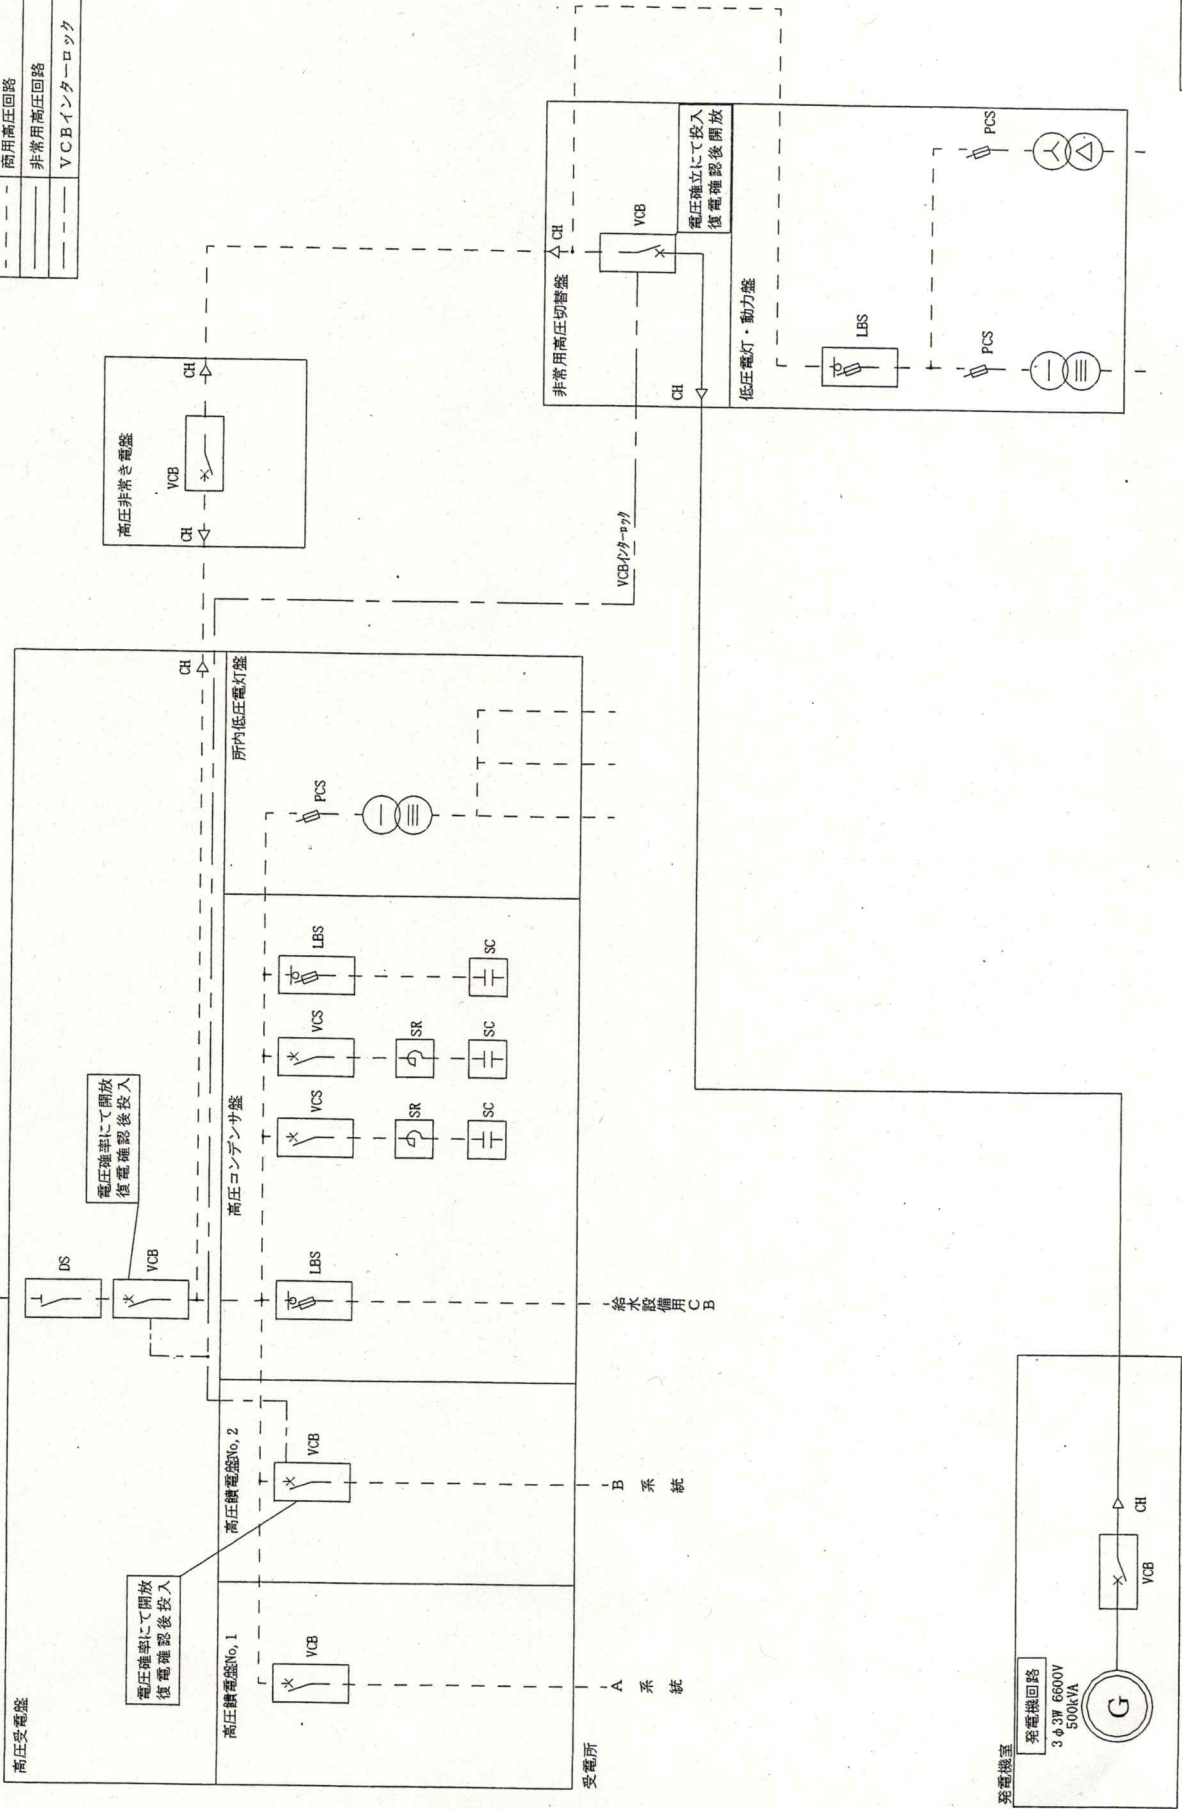 商用高圧回路
非常用高圧回路
ＶＣＢインターロック
高圧受電盤
DS
VCB
電圧確率にて開放
復電確認後投入
電圧確率にて開放
復電確認後投入
高圧饋電盤No,1
VCB
A
系
統
高圧饋電盤No,2
VCB
B
系
統
高圧コンデンサ盤
LBS
給水設備用ＣＢ
VCS
SR
SC
VCS
SR
SC
LBS
SC
所内低圧電灯盤
PCS
CH
受電所
高圧非常き電盤
CH
VCB
CH
VCBインターロック
非常用高圧切替盤
CH
VCB
電圧確立にて投入
復電確認後開放
CH
低圧電灯・動力盤
LBS
PCS
PCS
発電機室
発電機回路
3φ3W 6600V
500kVA
G
VCB
CH